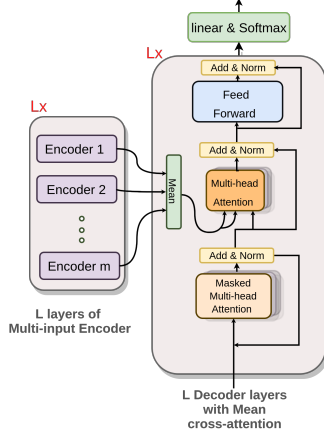 linear & Softmax
Lx
Add & Norm
Feed
Forward
Lx
Add & Norm
Encoder 1
Encoder 2
Encoder m
Mean
Multi-head
Attention
Add & Norm
Masked
Multi-head
Attention
L layers of
Multi-input Encoder
L Decoder layers
with Mean
cross-attention